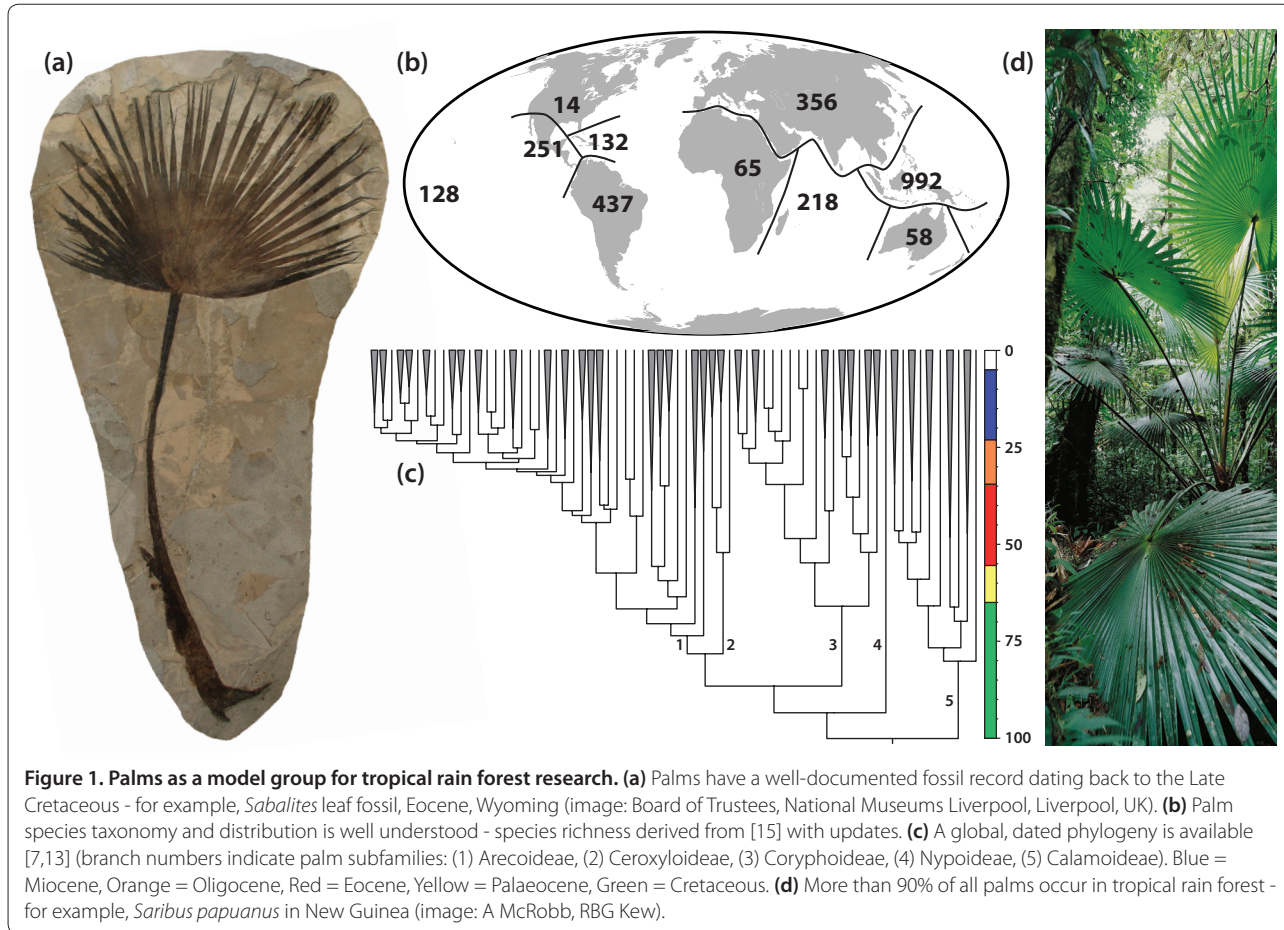 (a)
(b)
(d)
14
356
132
251
65
992
128
218
437
58
0
25
(c)
50
1
2
3
4
75
5
100
Figure 1. Palms as a model group for tropical rain forest research. (a) Palms have a well-documented fossil record dating back to the Late
Cretaceous - for example, Sabalites leaf fossil, Eocene, Wyoming (image: Board of Trustees, National Museums Liverpool, Liverpool, UK). (b) Palm
species taxonomy and distribution is well understood - species richness derived from [15] with updates. (c) A global, dated phylogeny is available
[7,13] (branch numbers indicate palm subfamilies: (1) Arecoideae, (2) Ceroxyloideae, (3) Coryphoideae, (4) Nypoideae, (5) Calamoideae). Blue =
Miocene, Orange = Oligocene, Red = Eocene, Yellow = Palaeocene, Green = Cretaceous. (d) More than 90% of all palms occur in tropical rain forest -
for example, Saribus papuanus in New Guinea (image: A McRobb, RBG Kew).